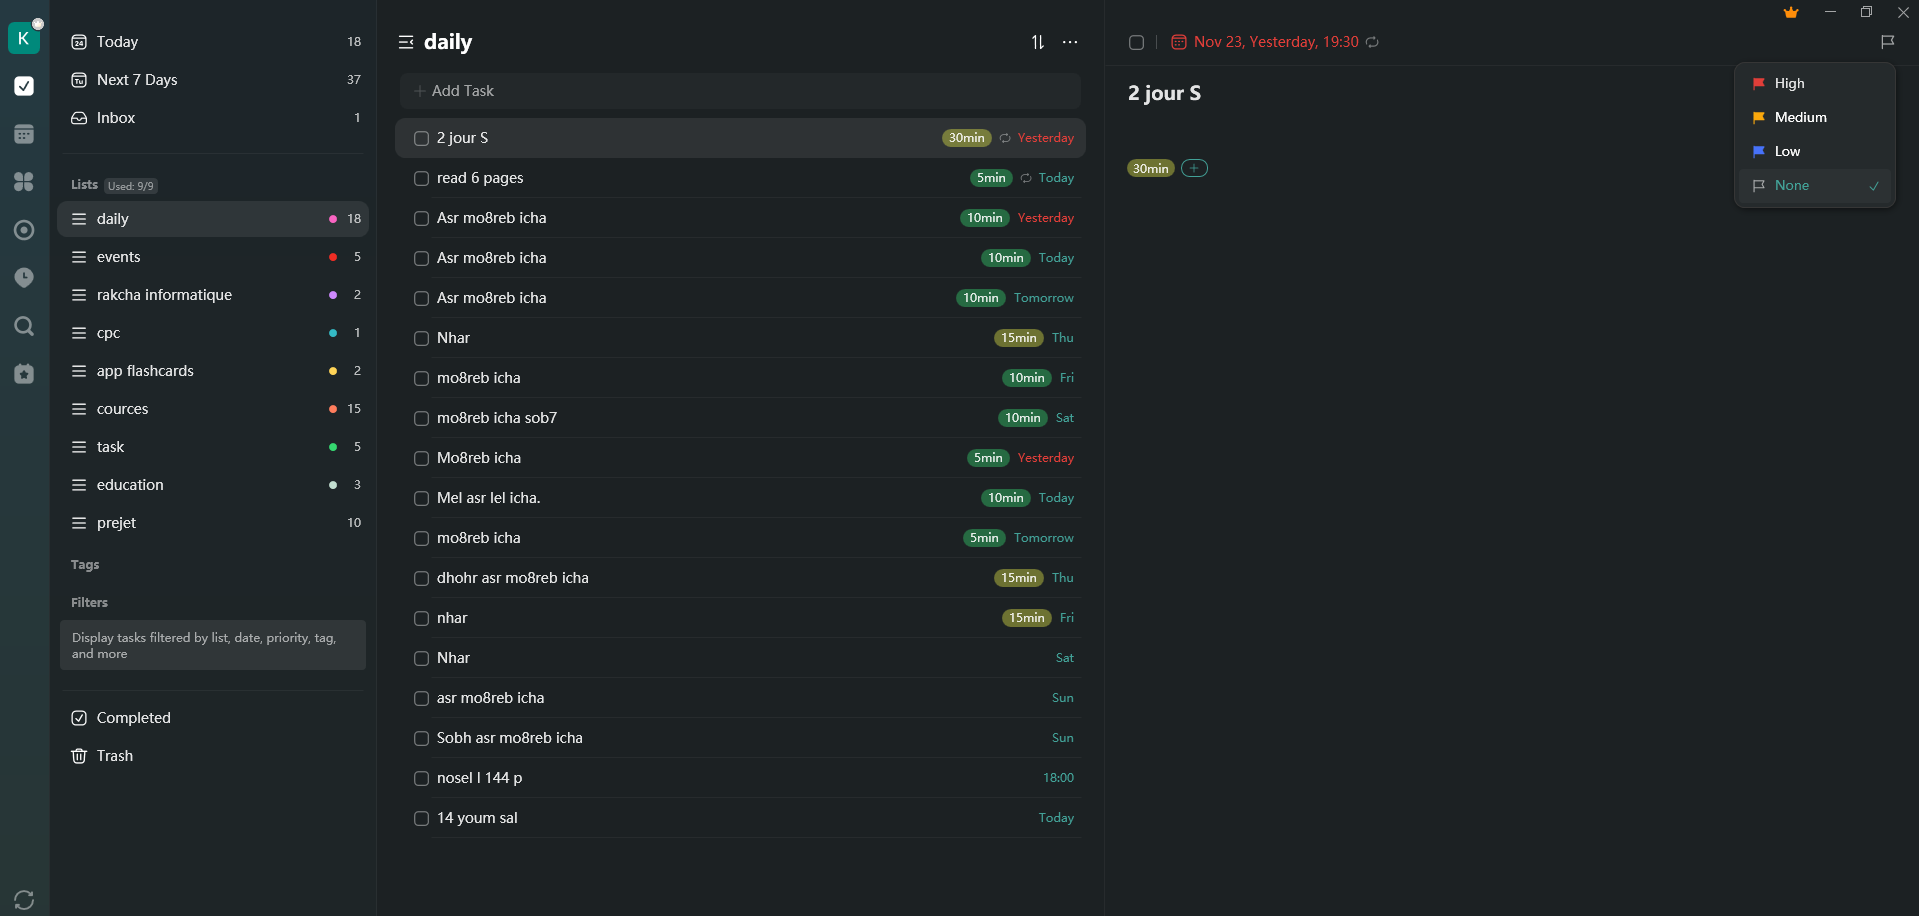 K
24 Today 18
Tu Next 7 Days 37
Inbox 1
Lists Used: 9/9
daily 18
events 5
rakcha informatique 2
cpc 1
app flashcards 2
cources 15
task 5
education 3
prejet 10
Tags
Filters
Display tasks filtered by list, date, priority, tag,
and more
Completed
Trash
daily
Add Task
2 jour S 30min Yesterday
read 6 pages 5min Today
Asr mo8reb icha 10min Yesterday
Asr mo8reb icha 10min Today
Asr mo8reb icha 10min Tomorrow
Nhar 15min Thu
mo8reb icha 10min Fri
mo8reb icha sob7 10min Sat
Mo8reb icha 5min Yesterday
Mel asr lel icha. 10min Today
mo8reb icha 5min Tomorrow
dhohr asr mo8reb icha 15min Thu
nhar 15min Fri
Nhar Sat
asr mo8reb icha Sun
Sobh asr mo8reb icha Sun
nosel l 144 p 18:00
14 youm sal Today
Nov 23, Yesterday, 19:30
2 jour S
30min
High
Medium
Low
None